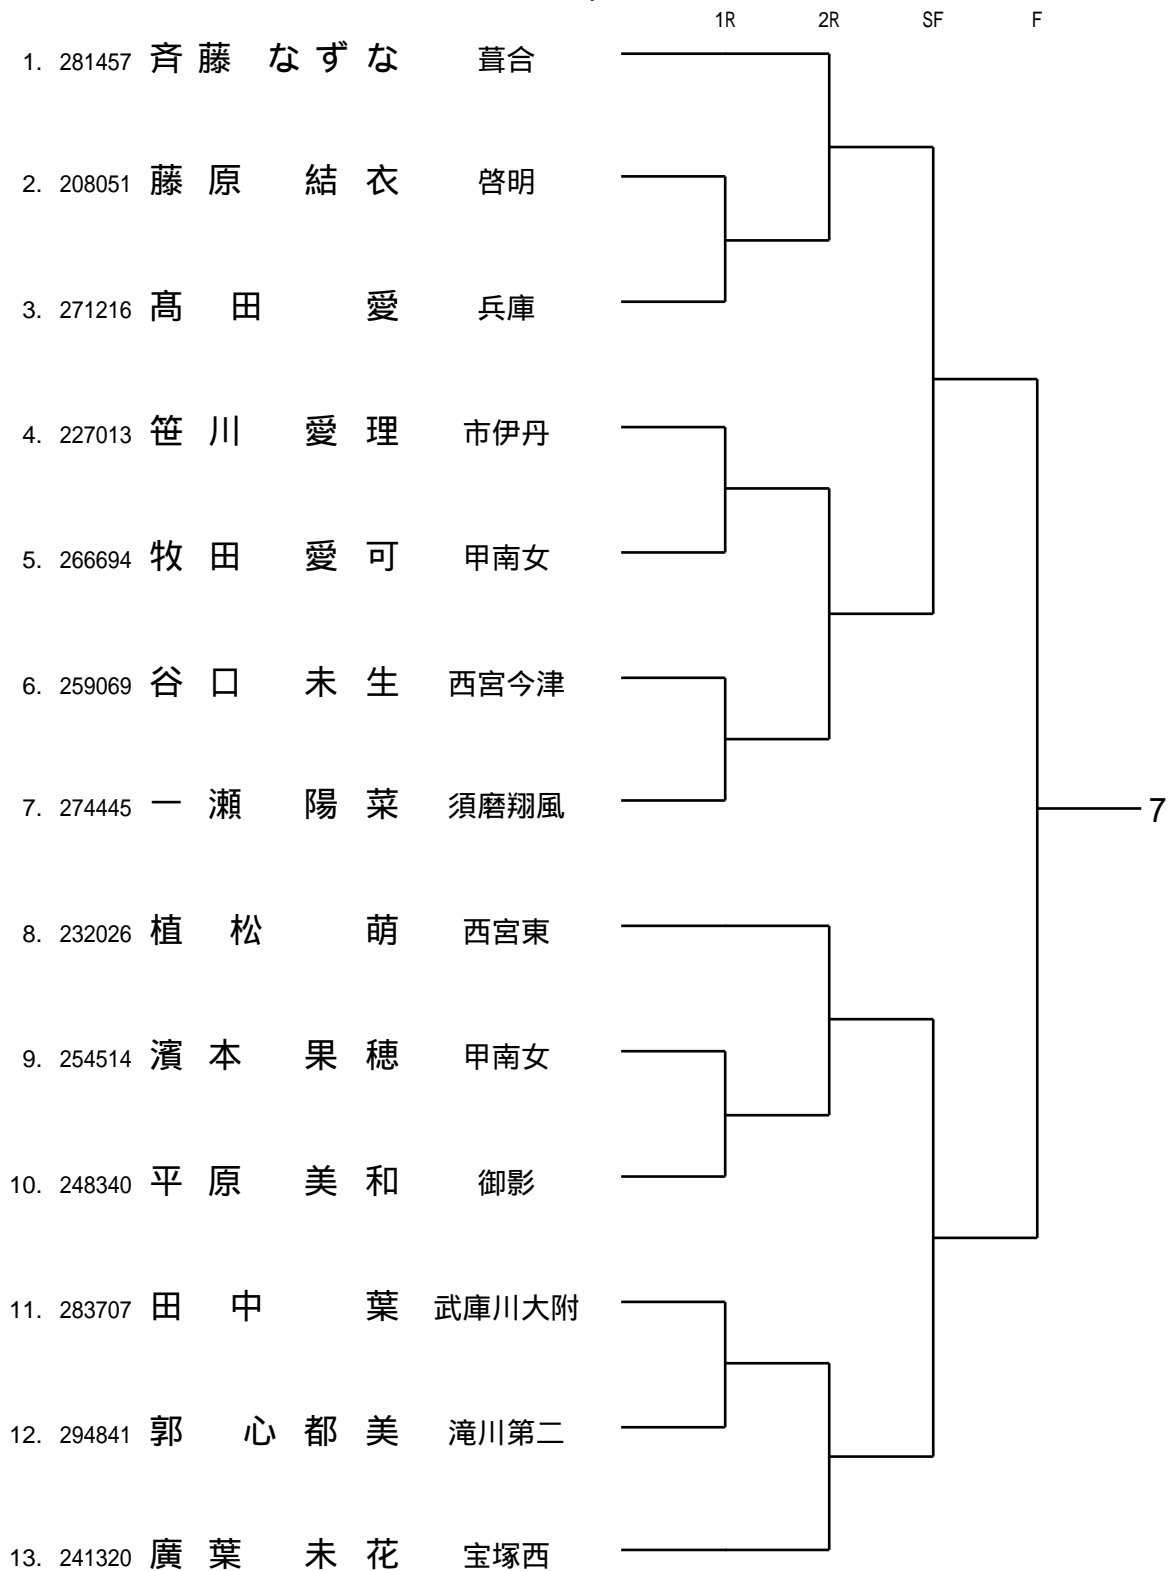 1R 2R SF F
1. 281457 斉藤 なずな 葺合
2. 208051 藤原 結衣 啓明
3. 271216 髙田 愛 兵庫
4. 227013 笹川 愛理 市伊丹
5. 266694 牧田 愛可 甲南女
6. 259069 谷口 未生 西宮今津
7. 274445 一瀬 陽菜 須磨翔風
7
8. 232026 植松 萌 西宮東
9. 254514 濱本 果穂 甲南女
10. 248340 平原 美和 御影
11. 283707 田中 葉 武庫川大附
12. 294841 郭 心都美 滝川第二
13. 241320 廣葉 未花 宝塚西